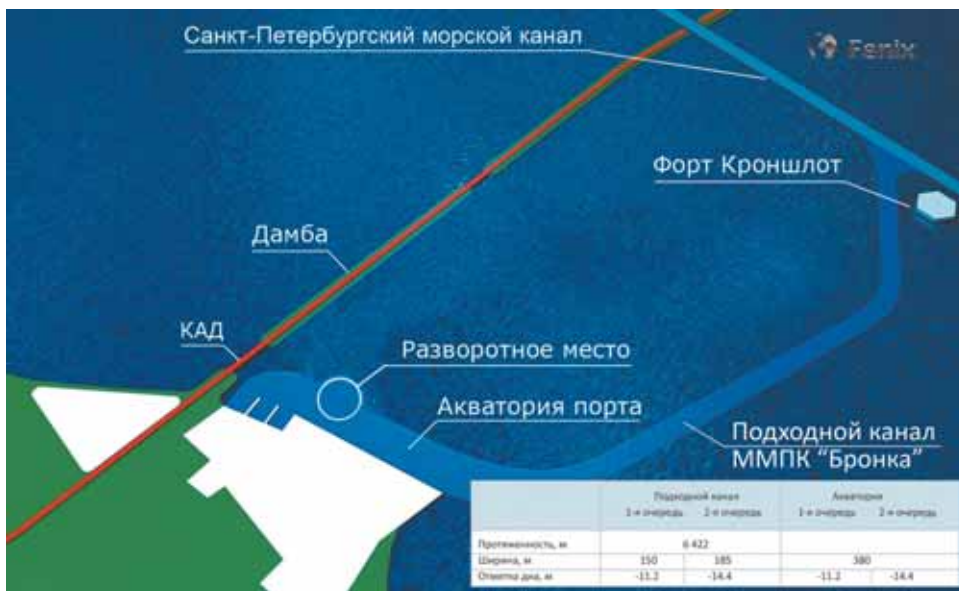 Санкт-Петербургский морской канал
Fenix
Форт Кроншлот
Дамба
КАД
Разворотное место
Акватория порта
Подходной канал
ММПК “Бронка”
Подходной канал Акватория
1-я очередь 2-я очередь 1-я очередь 2-я очередь
Протяженность, м 6 422
Ширина, м 150 185 380
Отметка дна, м -11.2 -14.4 -11.2 -14.4